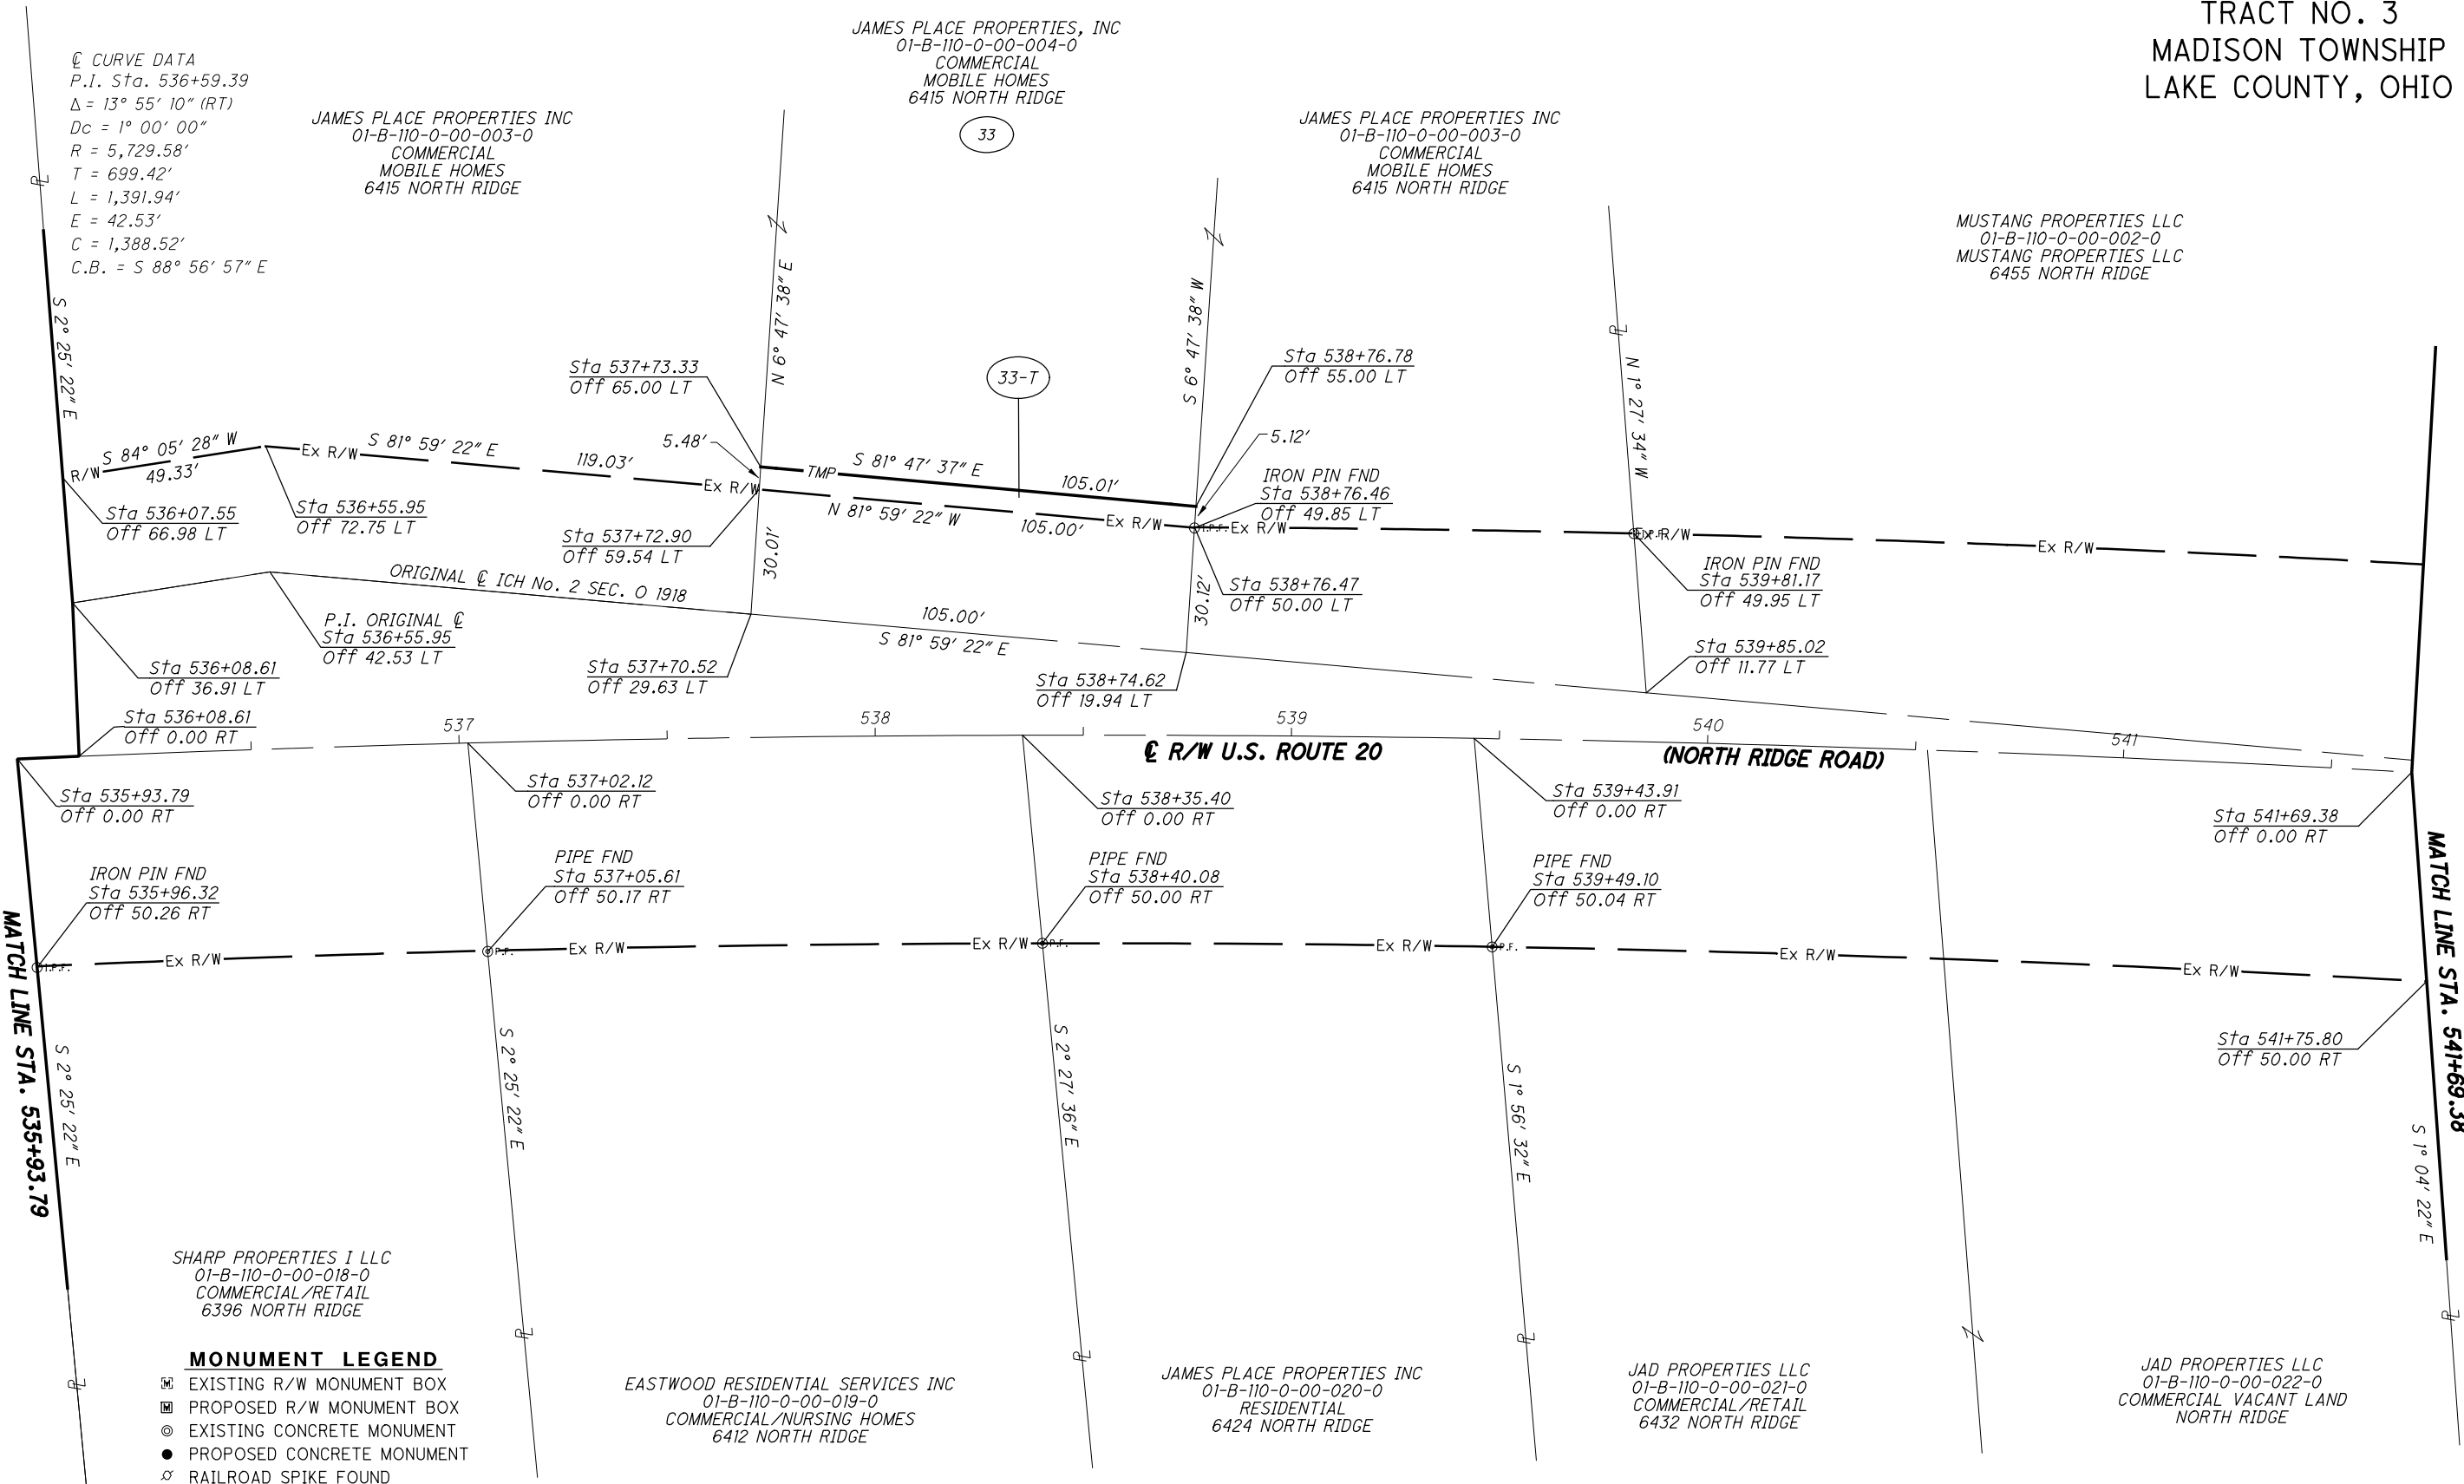 TRACT NO. 3
MADISON TOWNSHIP
LAKE COUNTY, OHIO
℄ CURVE DATA
P.I. Sta. 536+59.39
Δ = 13° 55' 10" (RT)
Dc = 1° 00' 00"
R = 5,729.58'
T = 699.42'
L = 1,391.94'
E = 42.53'
C = 1,388.52'
C.B. = S 88° 56' 57" E
JAMES PLACE PROPERTIES INC
01-B-110-0-00-003-0
COMMERCIAL
MOBILE HOMES
6415 NORTH RIDGE
JAMES PLACE PROPERTIES, INC
01-B-110-0-00-004-0
COMMERCIAL
MOBILE HOMES
6415 NORTH RIDGE
33
JAMES PLACE PROPERTIES INC
01-B-110-0-00-003-0
COMMERCIAL
MOBILE HOMES
6415 NORTH RIDGE
MUSTANG PROPERTIES LLC
01-B-110-0-00-002-0
MUSTANG PROPERTIES LLC
6455 NORTH RIDGE
PL
S 2° 25' 22" E
N 6° 47' 38" E
S 6° 47' 38" W
PL
N 1° 27' 34" W
Sta 537+73.33
Off 65.00 LT
33-T
Sta 538+76.78
Off 55.00 LT
S 84° 05' 28" W
R/W
49.33'
Ex R/W
S 81° 59' 22" E
119.03'
5.48'
Ex R/W
TMP
S 81° 47' 37" E
105.01'
5.12'
IRON PIN FND
Sta 538+76.46
Off 49.85 LT
N 81° 59' 22" W
105.00'
Ex R/W
I.P.F.
Ex R/W
Ex R/W
I.P.F.
Ex R/W
Sta 536+07.55
Off 66.98 LT
Sta 536+55.95
Off 72.75 LT
Sta 537+72.90
Off 59.54 LT
30.01'
30.12'
Sta 538+76.47
Off 50.00 LT
IRON PIN FND
Sta 539+81.17
Off 49.95 LT
ORIGINAL ℄ ICH No. 2 SEC. O 1918
105.00'
S 81° 59' 22" E
P.I. ORIGINAL ℄
Sta 536+55.95
Off 42.53 LT
Sta 536+08.61
Off 36.91 LT
Sta 537+70.52
Off 29.63 LT
Sta 538+74.62
Off 19.94 LT
Sta 539+85.02
Off 11.77 LT
Sta 536+08.61
Off 0.00 RT
537
538
539
540
541
℄ R/W U.S. ROUTE 20
(NORTH RIDGE ROAD)
Sta 535+93.79
Off 0.00 RT
Sta 537+02.12
Off 0.00 RT
Sta 538+35.40
Off 0.00 RT
Sta 539+43.91
Off 0.00 RT
Sta 541+69.38
Off 0.00 RT
IRON PIN FND
Sta 535+96.32
Off 50.26 RT
PIPE FND
Sta 537+05.61
Off 50.17 RT
PIPE FND
Sta 538+40.08
Off 50.00 RT
PIPE FND
Sta 539+49.10
Off 50.04 RT
MATCH LINE STA. 535+93.79
MATCH LINE STA. 541+69.38
I.P.F.
Ex R/W
P.F.
Ex R/W
Ex R/W
P.F.
Ex R/W
P.F.
Ex R/W
Ex R/W
Sta 541+75.80
Off 50.00 RT
S 2° 25' 22" E
S 2° 25' 22" E
S 2° 27' 36" E
S 1° 56' 32" E
S 1° 04' 22" E
SHARP PROPERTIES I LLC
01-B-110-0-00-018-0
COMMERCIAL/RETAIL
6396 NORTH RIDGE
PL
PL
PL
PL
PL
EASTWOOD RESIDENTIAL SERVICES INC
01-B-110-0-00-019-0
COMMERCIAL/NURSING HOMES
6412 NORTH RIDGE
JAMES PLACE PROPERTIES INC
01-B-110-0-00-020-0
RESIDENTIAL
6424 NORTH RIDGE
JAD PROPERTIES LLC
01-B-110-0-00-021-0
COMMERCIAL/RETAIL
6432 NORTH RIDGE
JAD PROPERTIES LLC
01-B-110-0-00-022-0
COMMERCIAL VACANT LAND
NORTH RIDGE
MONUMENT LEGEND
EXISTING R/W MONUMENT BOX
PROPOSED R/W MONUMENT BOX
EXISTING CONCRETE MONUMENT
PROPOSED CONCRETE MONUMENT
RAILROAD SPIKE FOUND